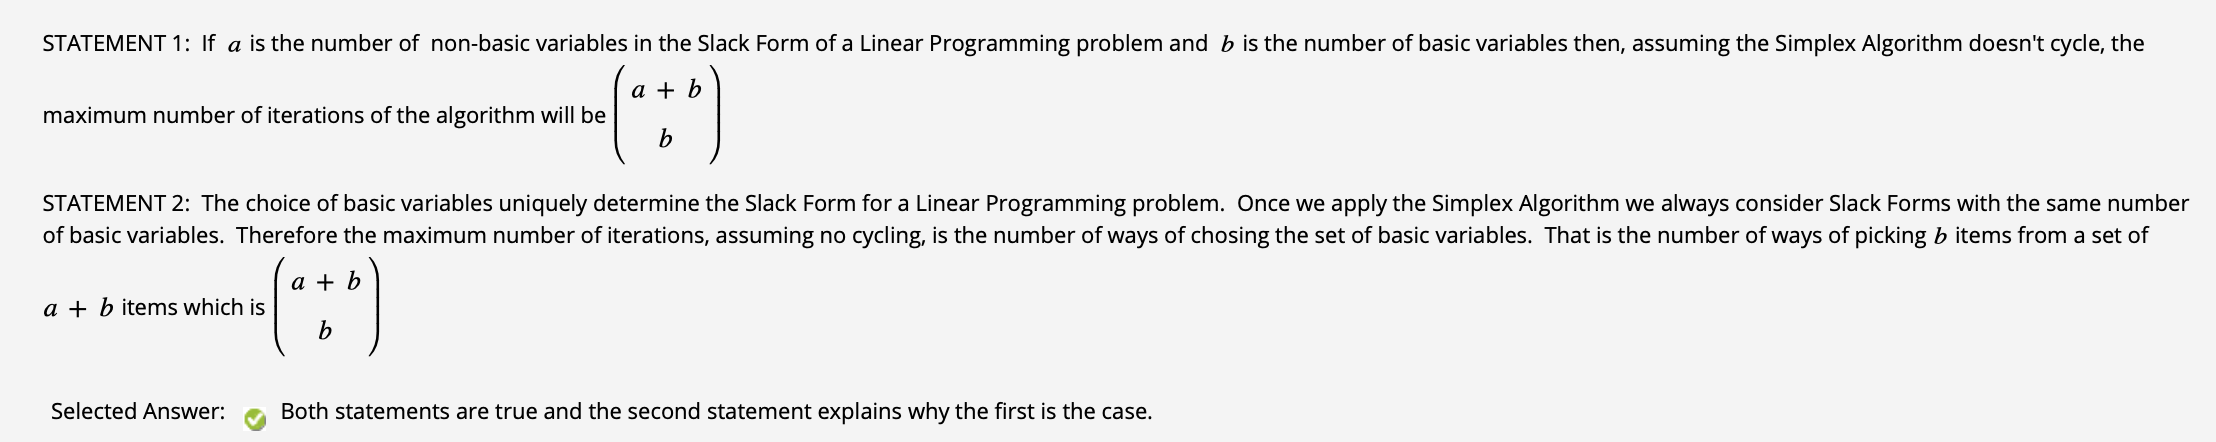 STATEMENT 1: If a is the number of non-basic variables in the Slack Form of a Linear Programming problem and b is the number of basic variables then, assuming the Simplex Algorithm doesn't cycle, the
maximum number of iterations of the algorithm will be (a + b
b)
STATEMENT 2: The choice of basic variables uniquely determine the Slack Form for a Linear Programming problem. Once we apply the Simplex Algorithm we always consider Slack Forms with the same number
of basic variables. Therefore the maximum number of iterations, assuming no cycling, is the number of ways of chosing the set of basic variables. That is the number of ways of picking b items from a set of
a + b items which is (a + b
b)
Selected Answer: Both statements are true and the second statement explains why the first is the case.